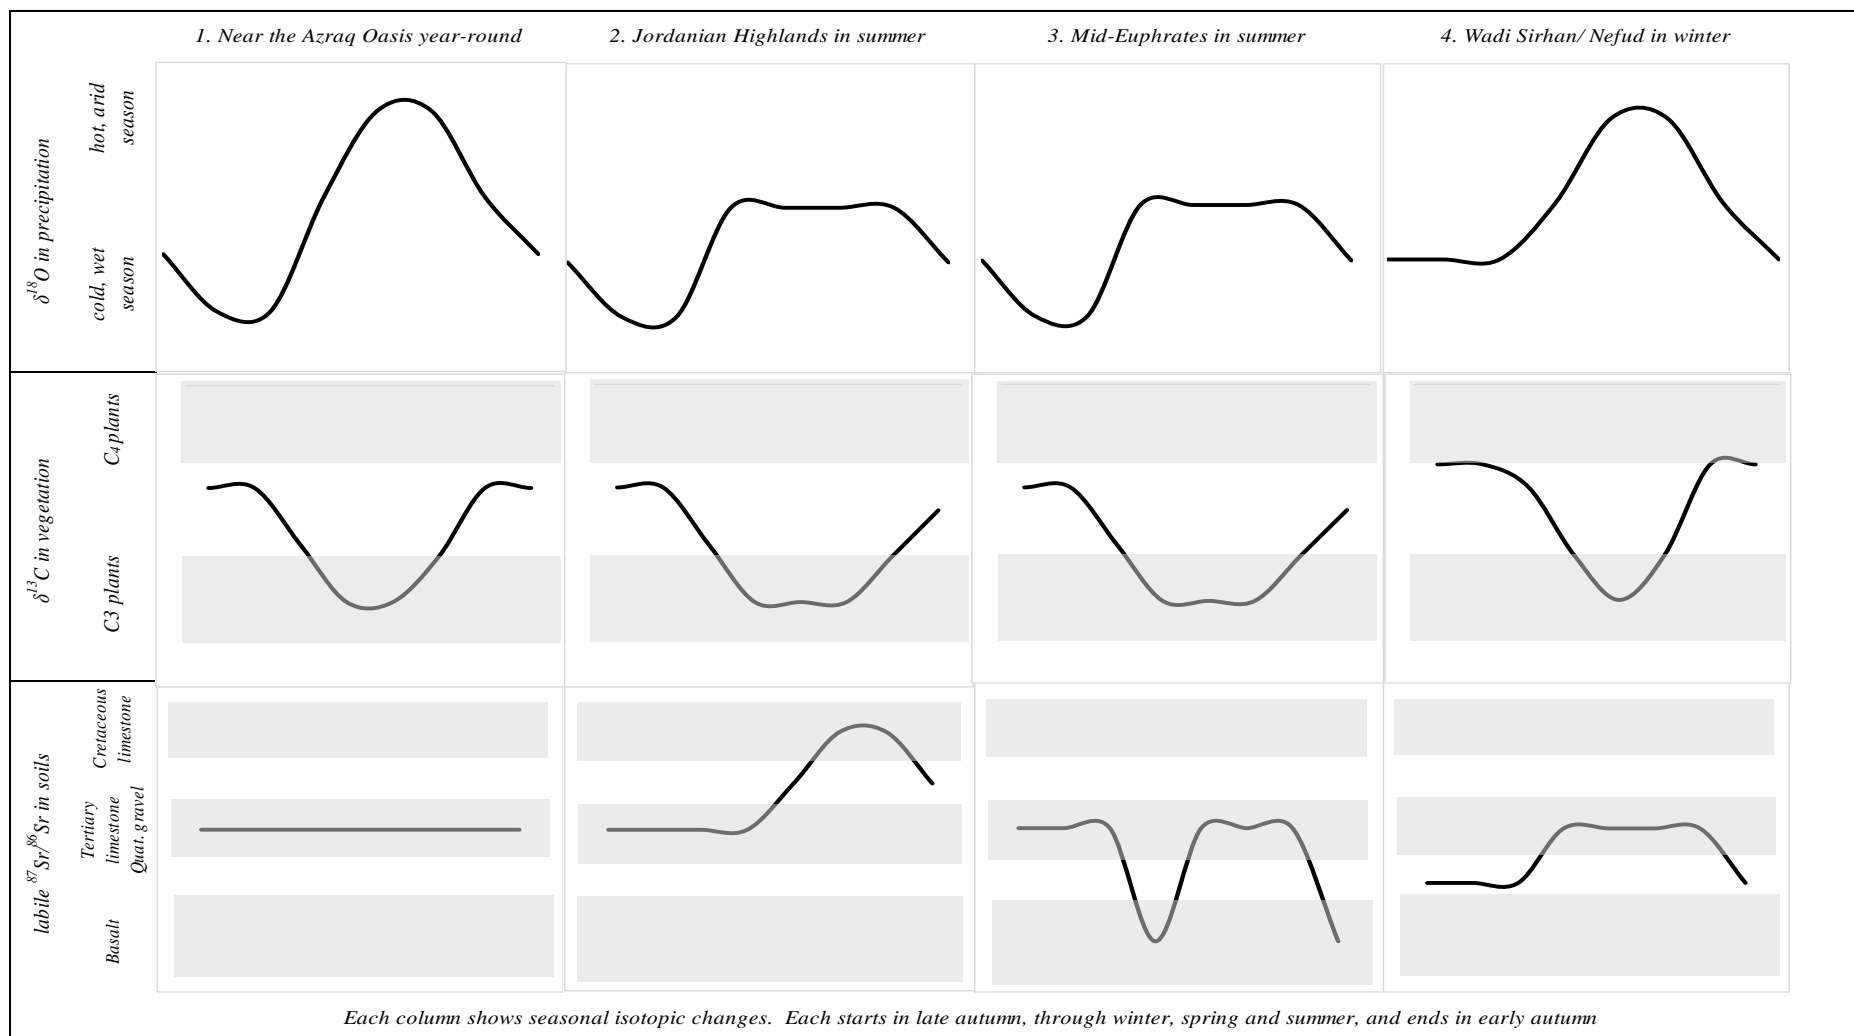 1. Near the Azraq Oasis year-round
2. Jordanian Highlands in summer
3. Mid-Euphrates in summer
4. Wadi Sirhan/ Nefud in winter
δ18O in precipitation
hot, arid
season
cold, wet
season
δ13C in vegetation
C4 plants
C3 plants
labile 87Sr/86Sr in soils
Cretaceous
limestone
Tertiary
limestone
Quat. gravel
Basalt
Each column shows seasonal isotopic changes. Each starts in late autumn, through winter, spring and summer, and ends in early autumn